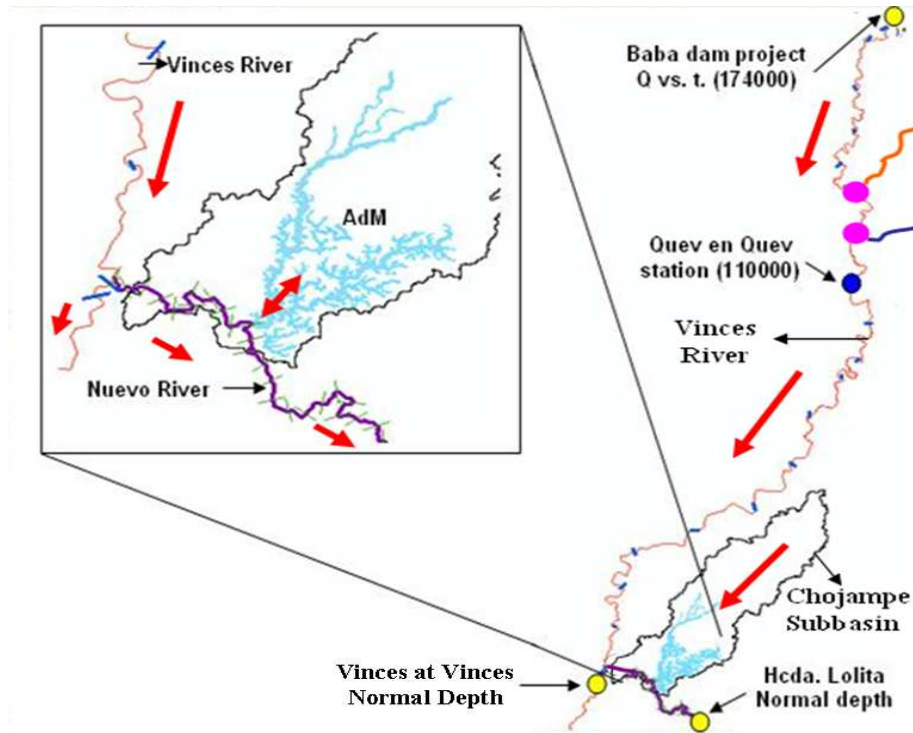 Vinces River
AdM
Nuevo River
Baba dam project
Q vs. t. (174000)
Quev en Quev
station (110000)
Vinces
River
Chojampe
Subbasin
Vinces at Vinces
Normal Depth
Hcda. Lolita
Normal depth